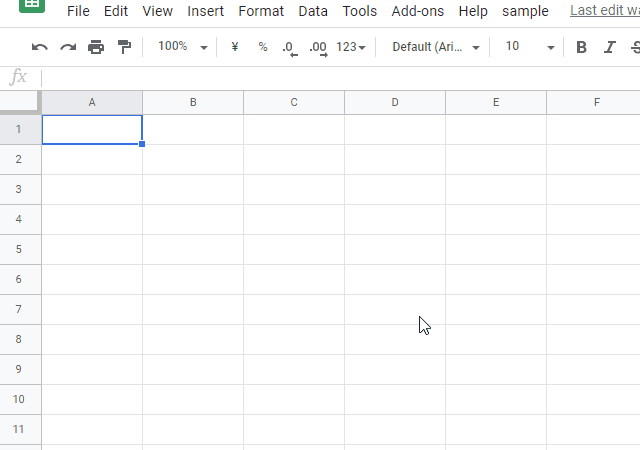 File Edit View Insert Format Data Tools Add-ons Help sample Last edit wa
100% ¥ % .0 .00 123 Default (Ari... 10 B I S
fx
A B C D E F
1
2
3
4
5
6
7
8
9
10
11